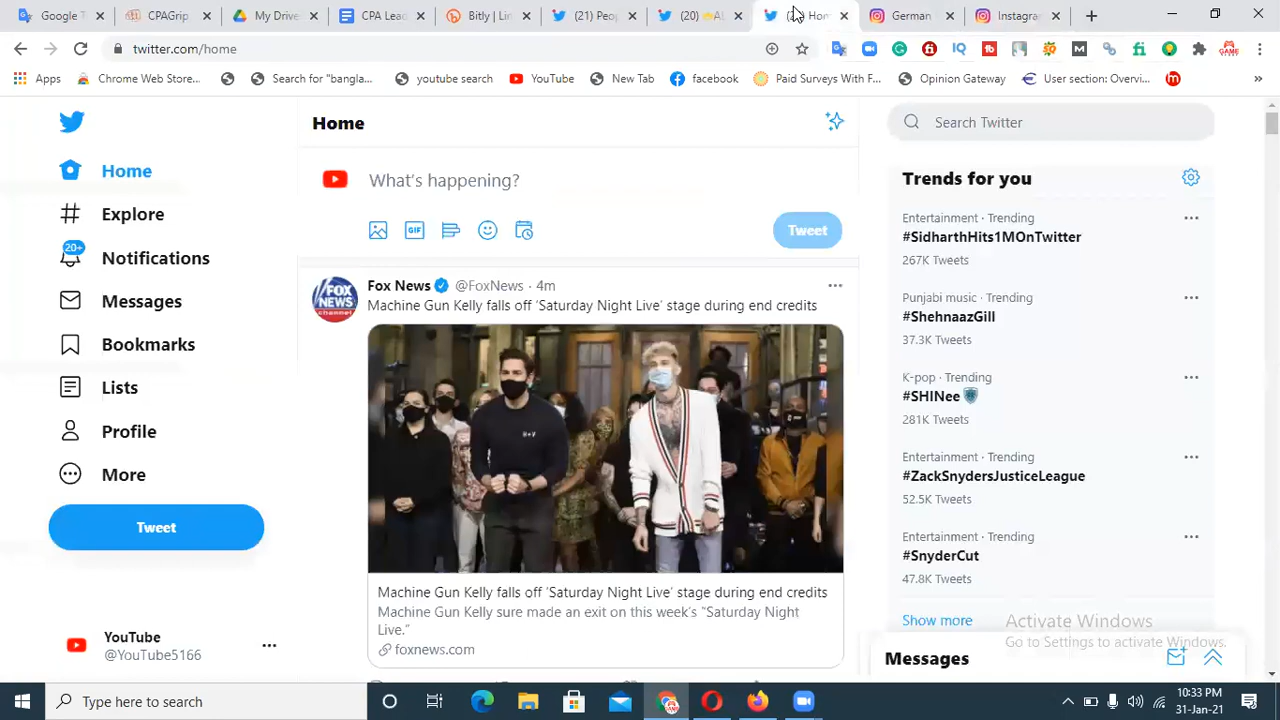 Google T
CPAGrip
My Drive
CPA Lea
Bitly | Lin
(21) Peop
(20)
German
Instagra
twitter.com/home
Apps
Chrome Web Store...
Search for "bangla...
youtube search
YouTube
New Tab
facebook
Paid Surveys With F...
Opinion Gateway
User section: Overvi...
»
Home
Explore
20+
Notifications
Messages
Bookmarks
Lists
Profile
More
Tweet
YouTube
@YouTube5166
Home
What's happening?
GIF
Tweet
Fox News @FoxNews · 4m
Machine Gun Kelly falls off 'Saturday Night Live' stage during end credits
FOX
NEWS
channel
Machine Gun Kelly falls off 'Saturday Night Live' stage during end credits
Machine Gun Kelly sure made an exit on this week's "Saturday Night
Live."
foxnews.com
Search Twitter
Trends for you
Entertainment · Trending
#SidharthHits1MOnTwitter
267K Tweets
Punjabi music · Trending
#ShehnaazGill
37.3K Tweets
K-pop · Trending
#SHINee
281K Tweets
Entertainment · Trending
#ZackSnydersJusticeLeague
52.5K Tweets
Entertainment · Trending
#SnyderCut
47.8K Tweets
Show more
Activate Windows
Go to Settings to activate Windows.
Messages
Type here to search
10:33 PM
31-Jan-21